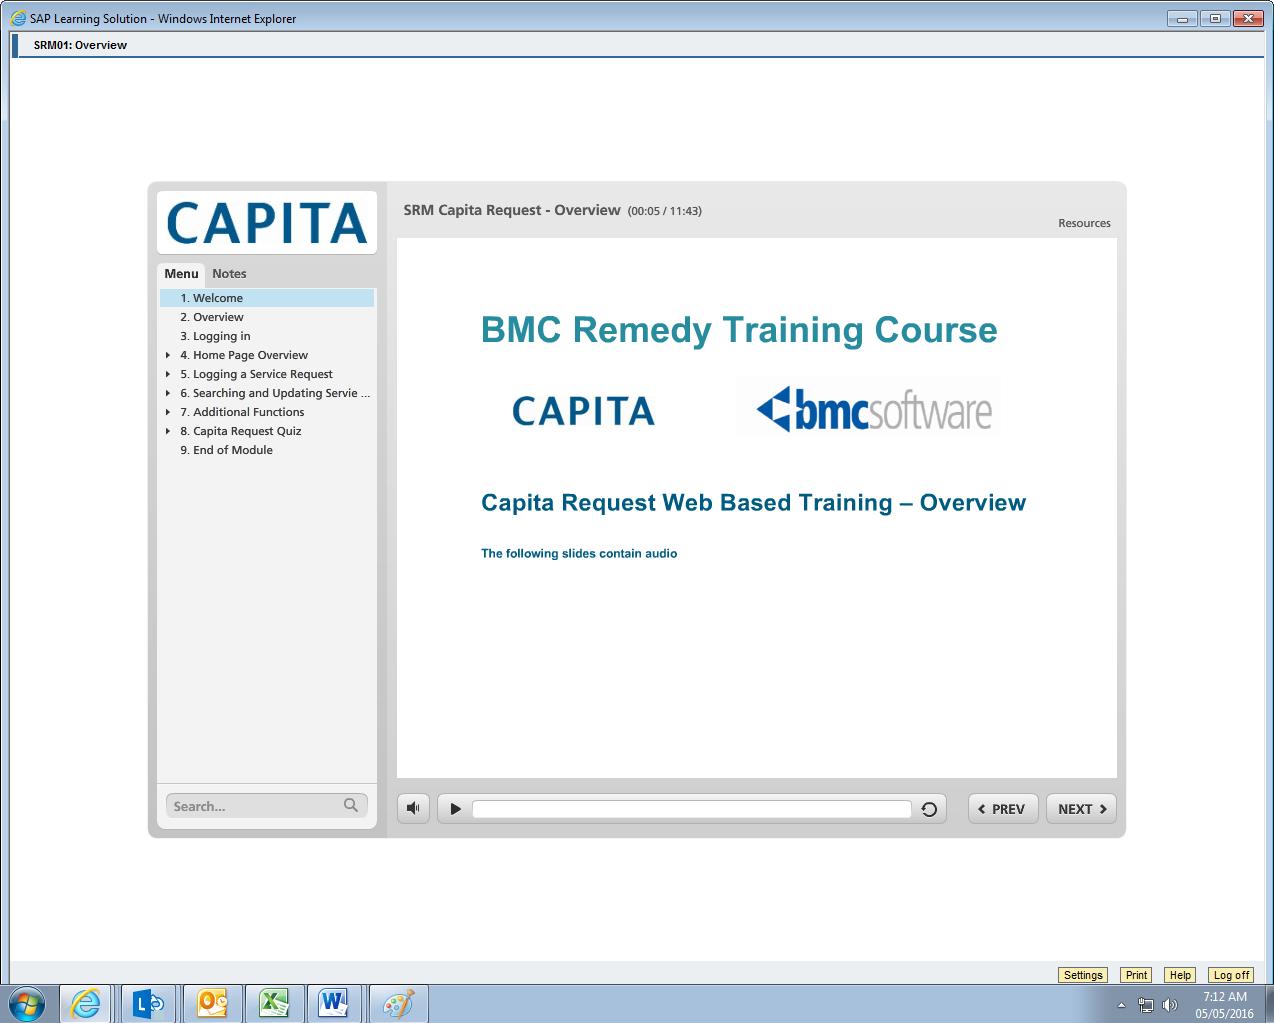 SAP Learning Solution - Windows Internet Explorer
SRM01: Overview
CAPITA
SRM Capita Request - Overview (00:05 / 11:43)
Resources
Menu Notes
1. Welcome
2. Overview
3. Logging in
4. Home Page Overview
5. Logging a Service Request
6. Searching and Updating Servie ...
7. Additional Functions
8. Capita Request Quiz
9. End of Module
BMC Remedy Training Course
CAPITA bmcsoftware
Capita Request Web Based Training – Overview
The following slides contain audio
Search...
PREV NEXT
Settings Print Help Log off
7:12 AM
05/05/2016